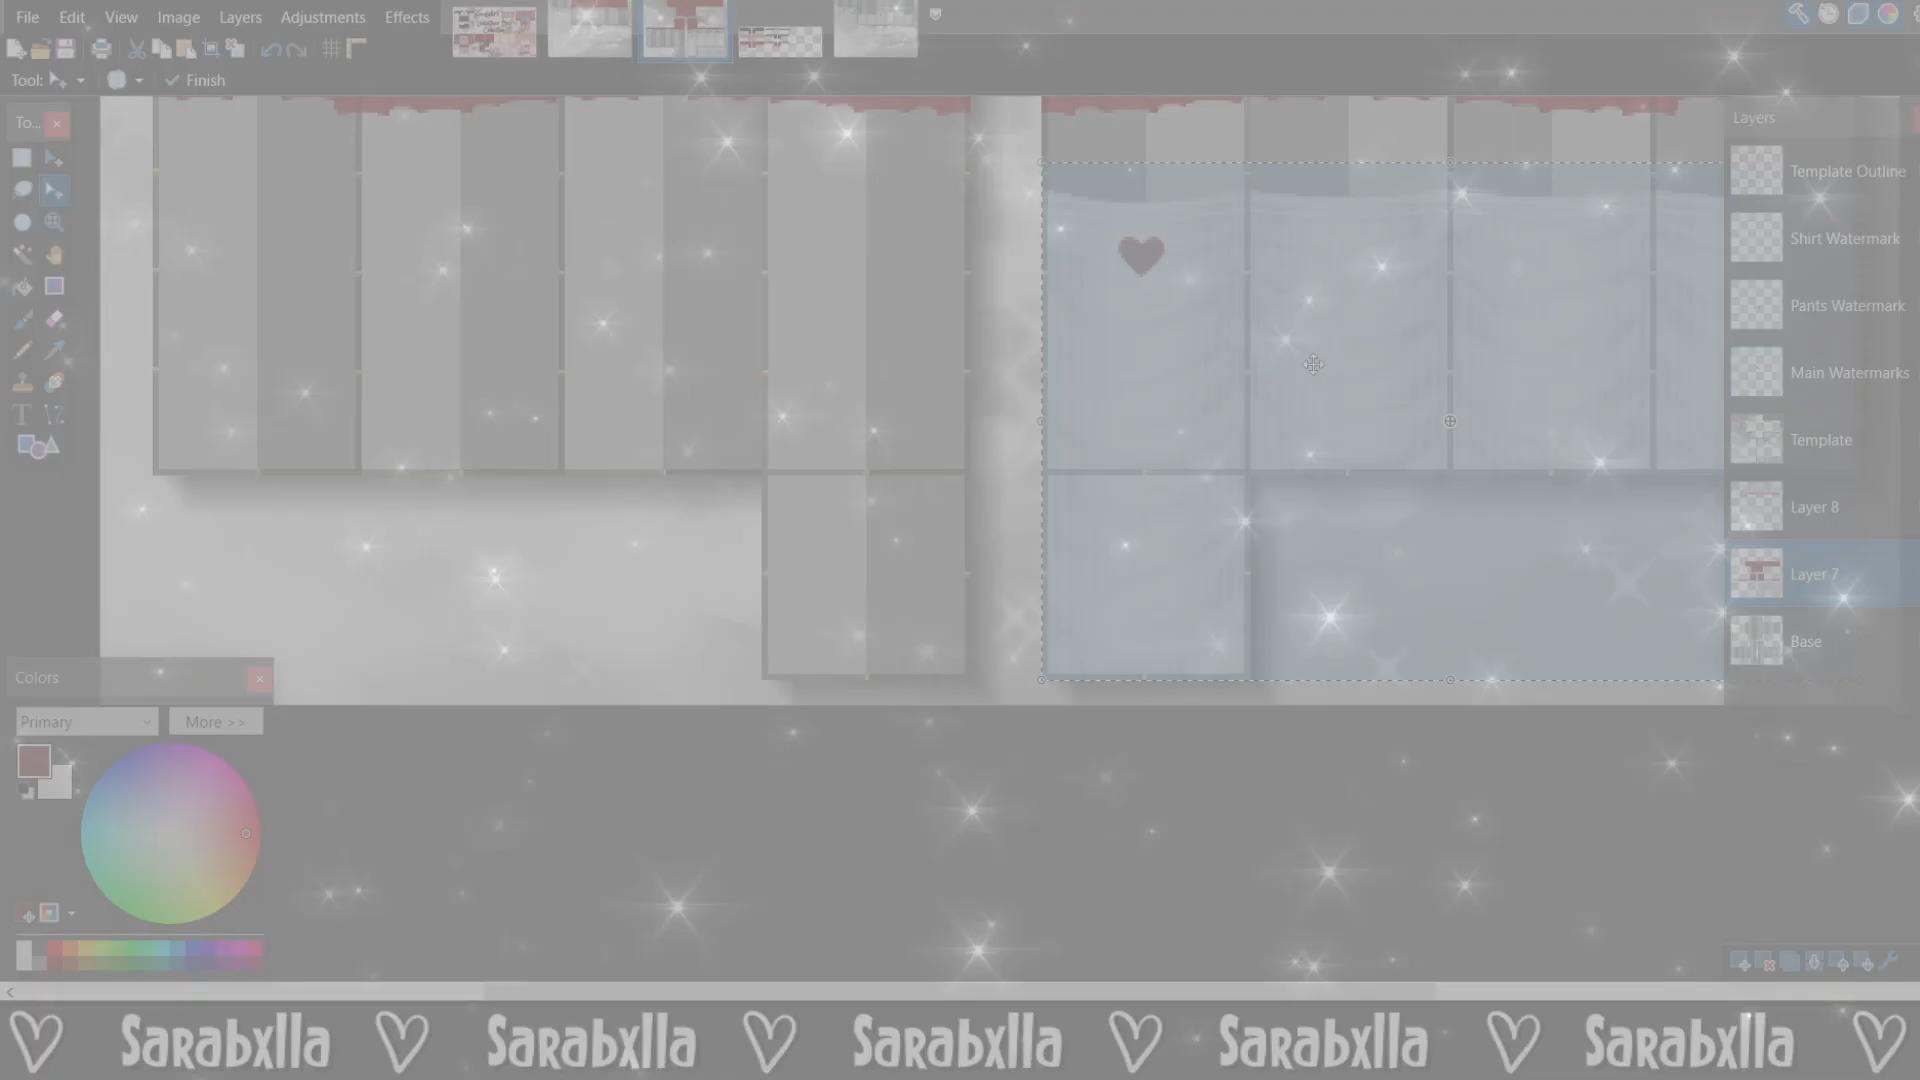 File Edit View Image Layers Adjustments Effects
Tool: Finish
To...
Layers
Template Outline
Shirt Watermark
Pants Watermark
Main Watermarks
Template
Layer 8
Layer 7
Base
Colors
Primary More >>
Sarabxlla Sarabxlla Sarabxlla Sarabxlla Sarabxlla